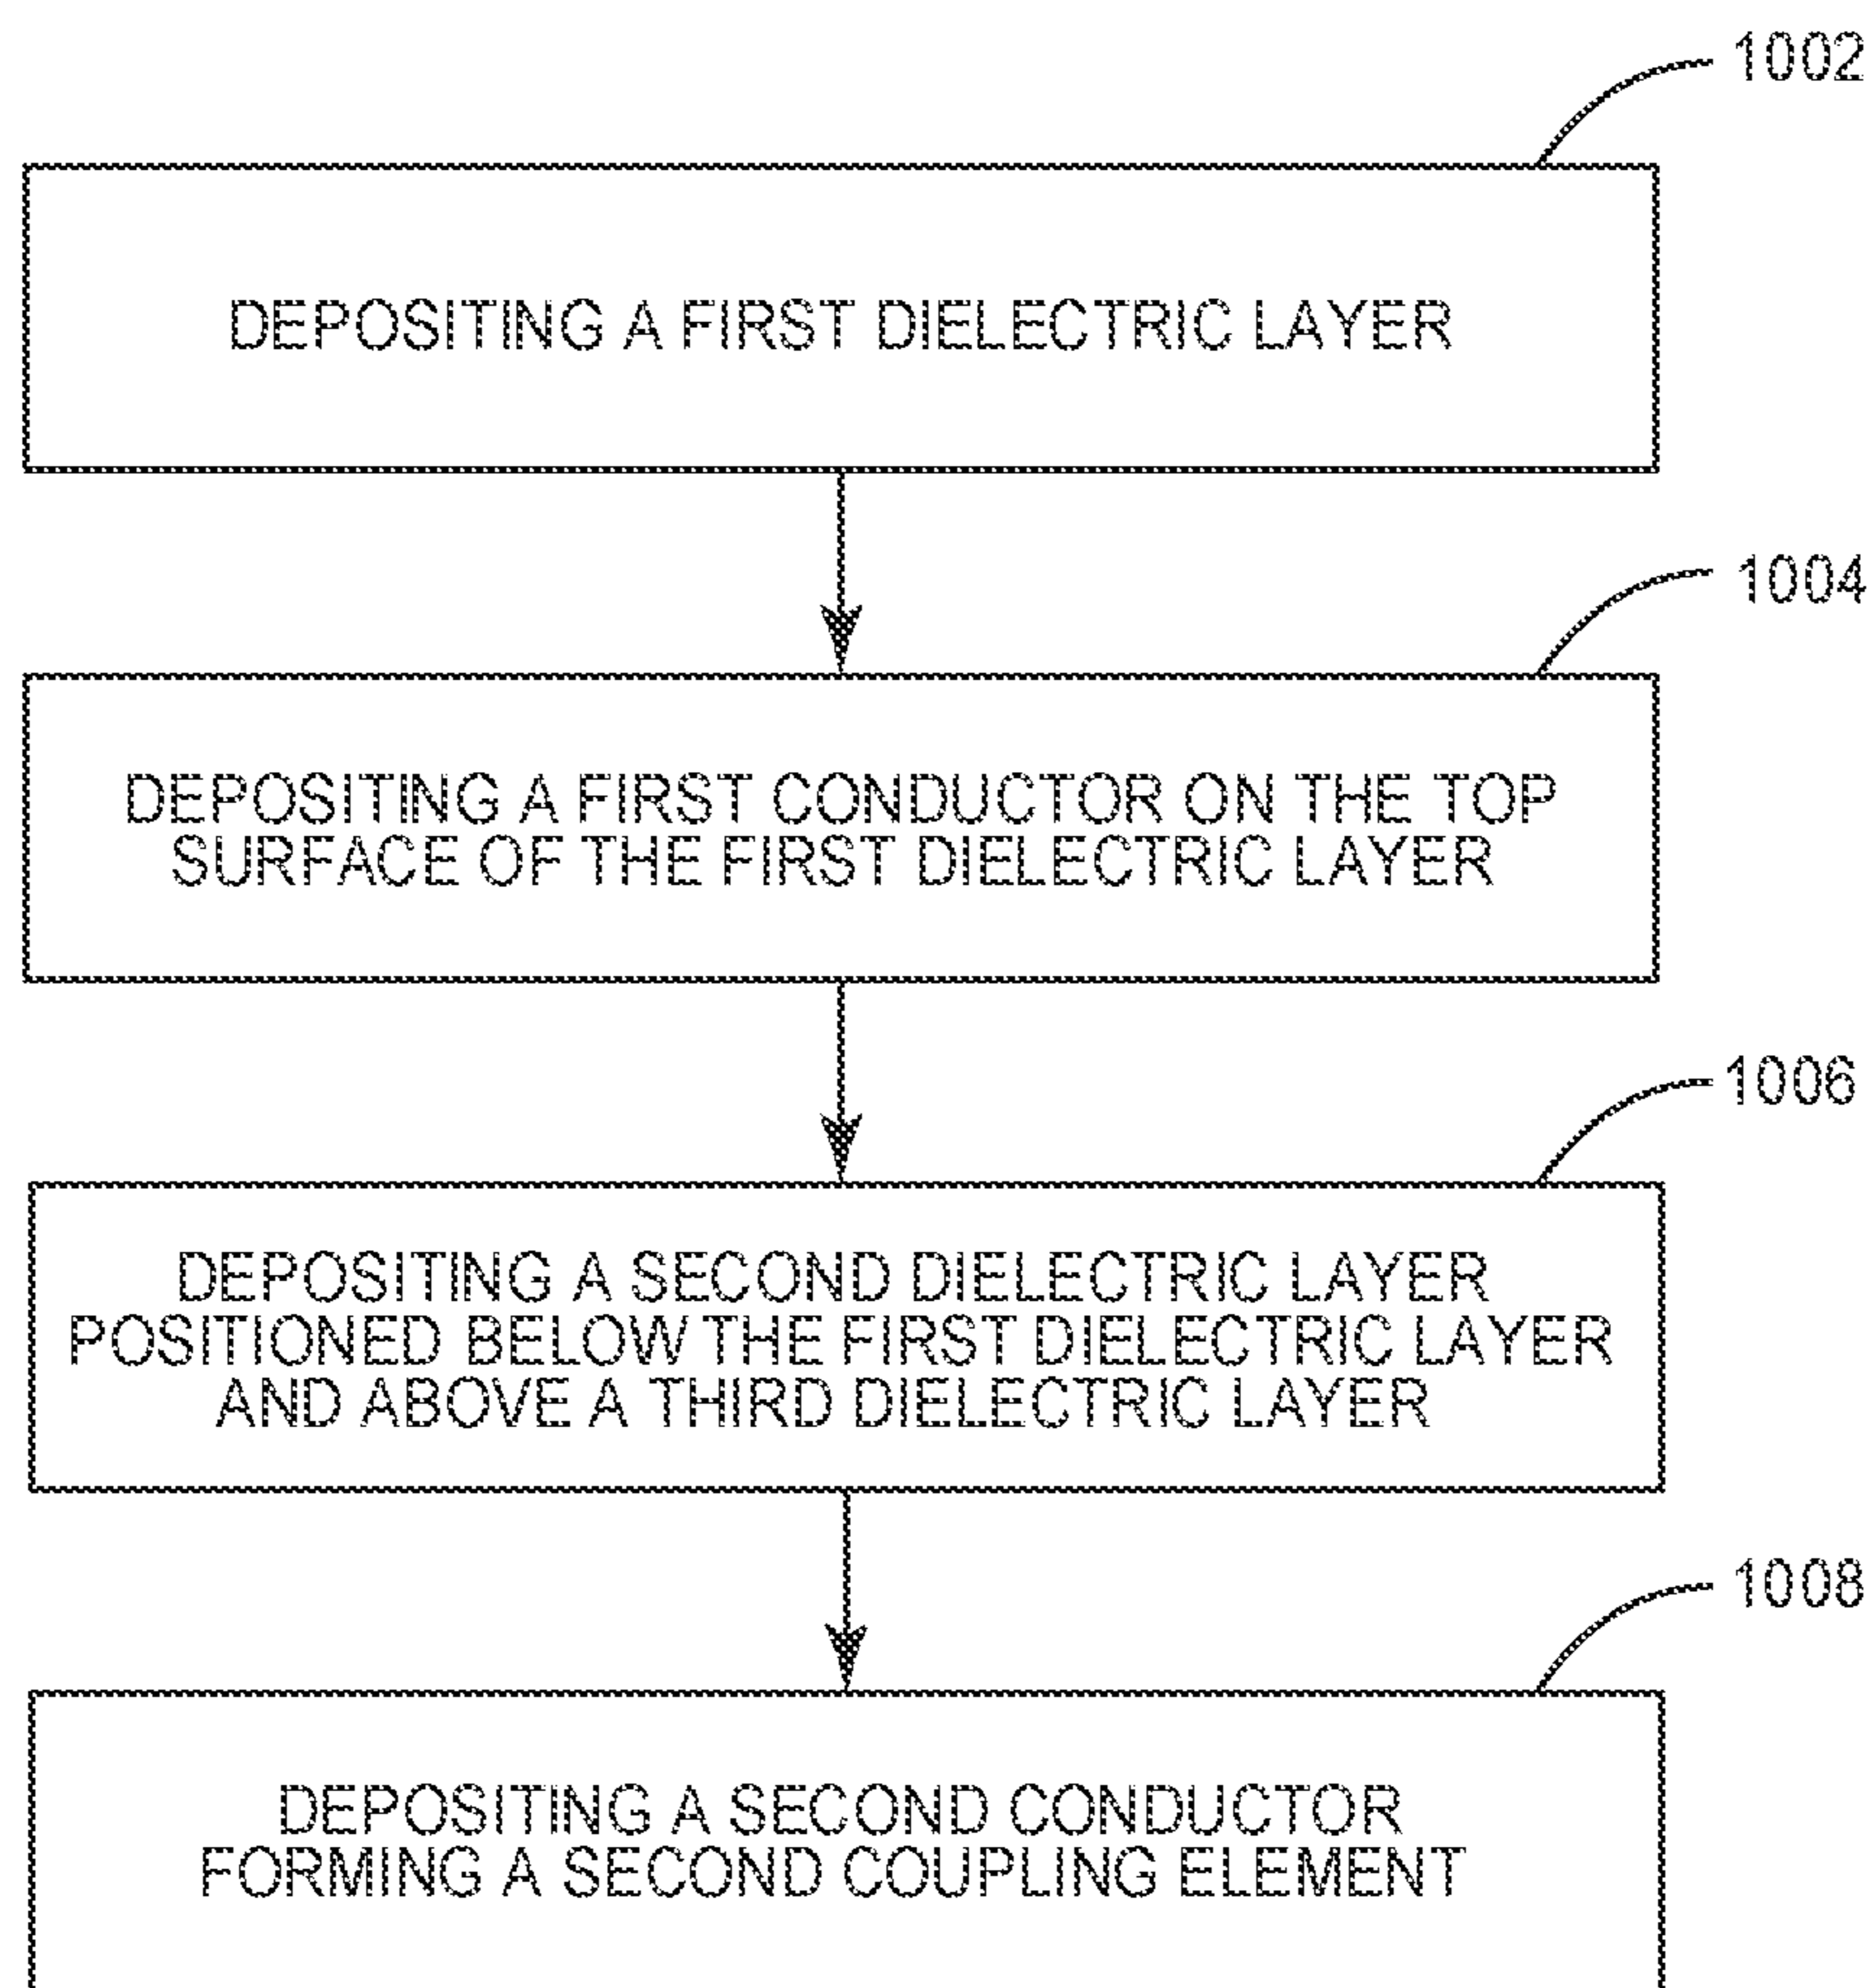 1002
DEPOSITING A FIRST DIELECTRIC LAYER
1004
DEPOSITING A FIRST CONDUCTOR ON THE TOP
SURFACE OF THE FIRST DIELECTRIC LAYER
1006
DEPOSITING A SECOND DIELECTRIC LAYER
POSITIONED BELOW THE FIRST DIELECTRIC LAYER
AND ABOVE A THIRD DIELECTRIC LAYER
1008
DEPOSITING A SECOND CONDUCTOR
FORMING A SECOND COUPLING ELEMENT